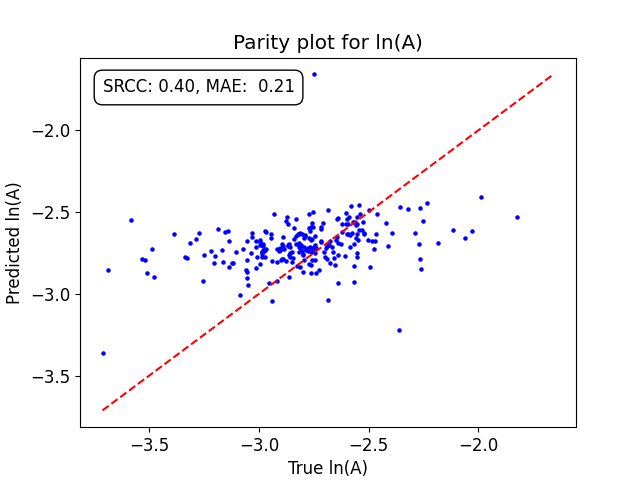 Parity plot for ln(A)
SRCC: 0.40, MAE:  0.21
Predicted ln(A)
−2.0
−2.5
−3.0
−3.5
−3.5
−3.0
−2.5
−2.0
True ln(A)